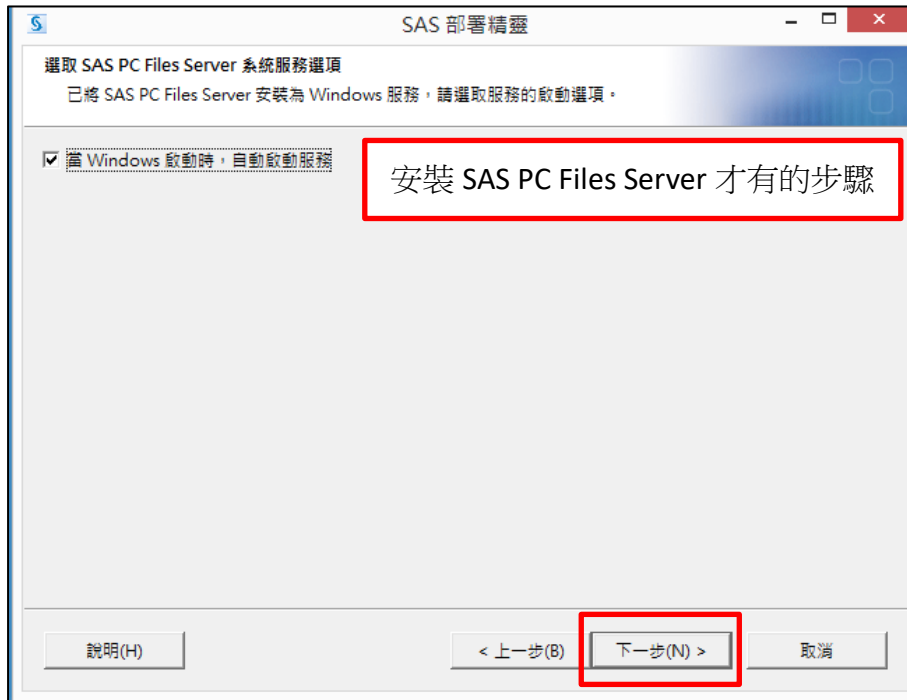 SAS 部署精靈
選取 SAS PC Files Server 系統服務選項
已將 SAS PC Files Server 安裝為 Windows 服務，請選取服務的啟動選項。
當 Windows 啟動時，自動啟動服務
安裝 SAS PC Files Server 才有的步驟
說明(H)
< 上一步(B)
下一步(N) >
取消